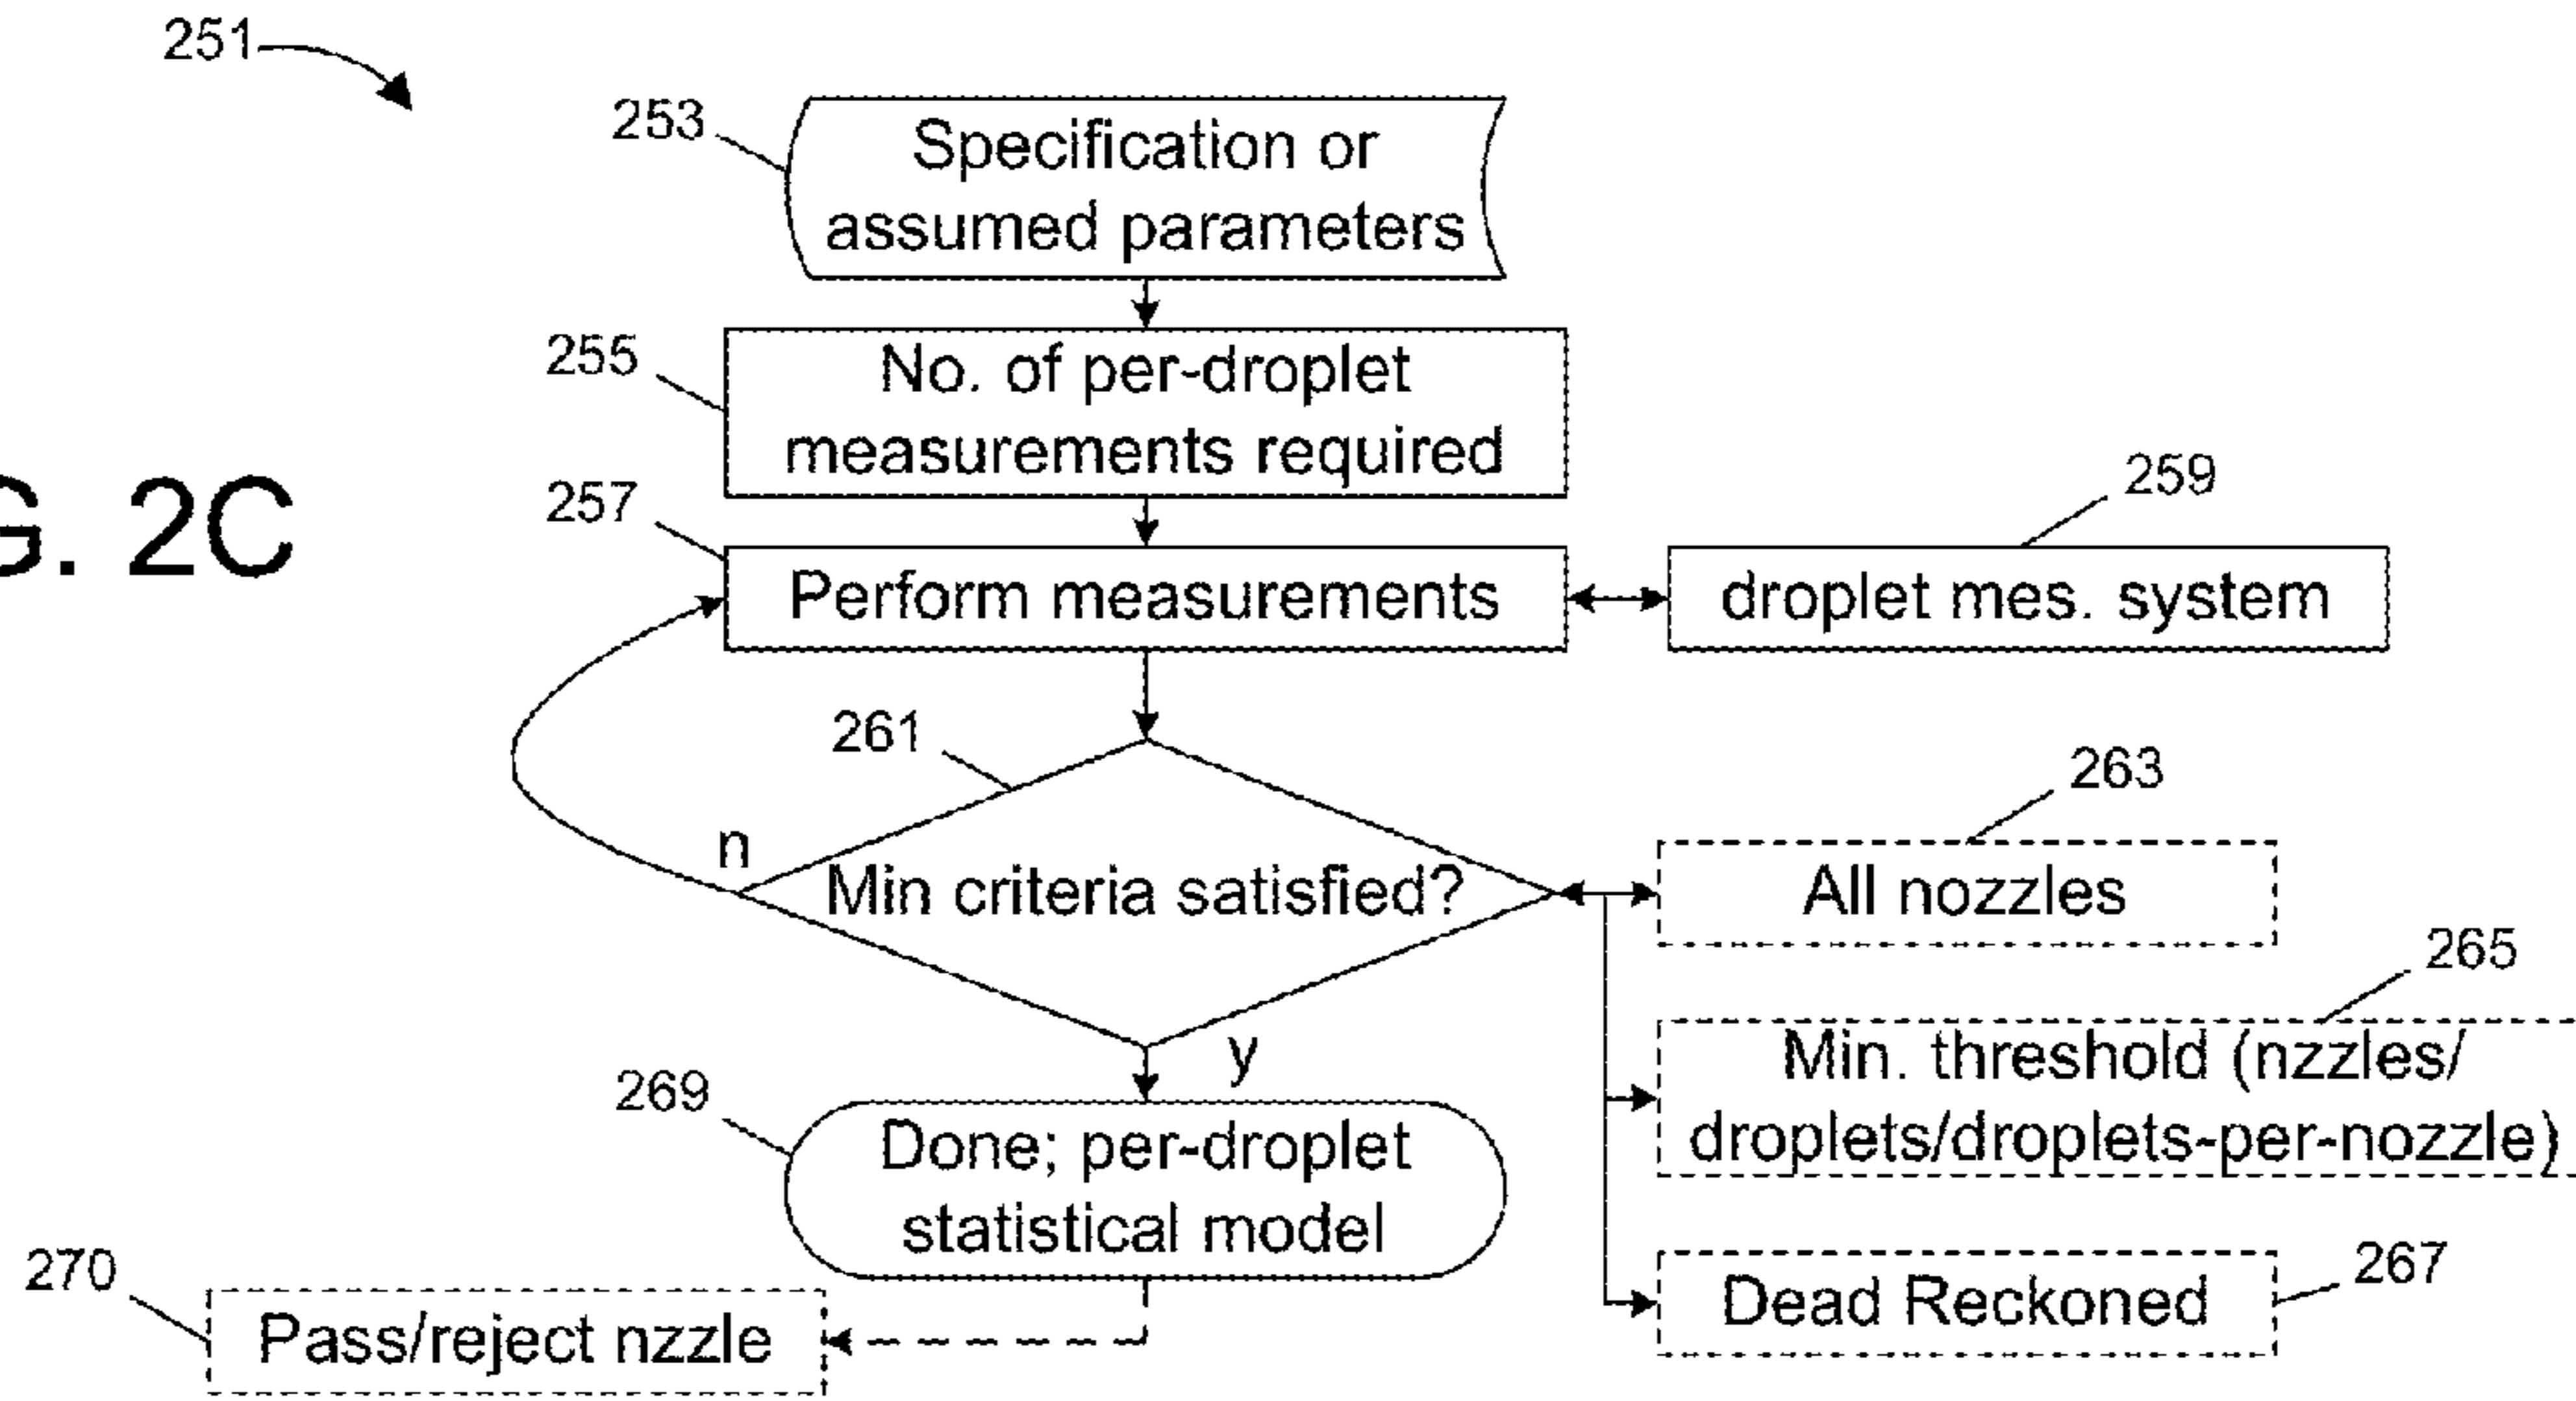 251
253
Specification or
assumed parameters
255
No. of per-droplet
measurements required
G. 2C
257
Perform measurements
259
droplet mes. system
261
n
Min criteria satisfied?
263
All nozzles
265
Min. threshold (nzzles/
droplets/droplets-per-nozzle)
y
269
Done; per-droplet
statistical model
267
Dead Reckoned
270
Pass/reject nzzle